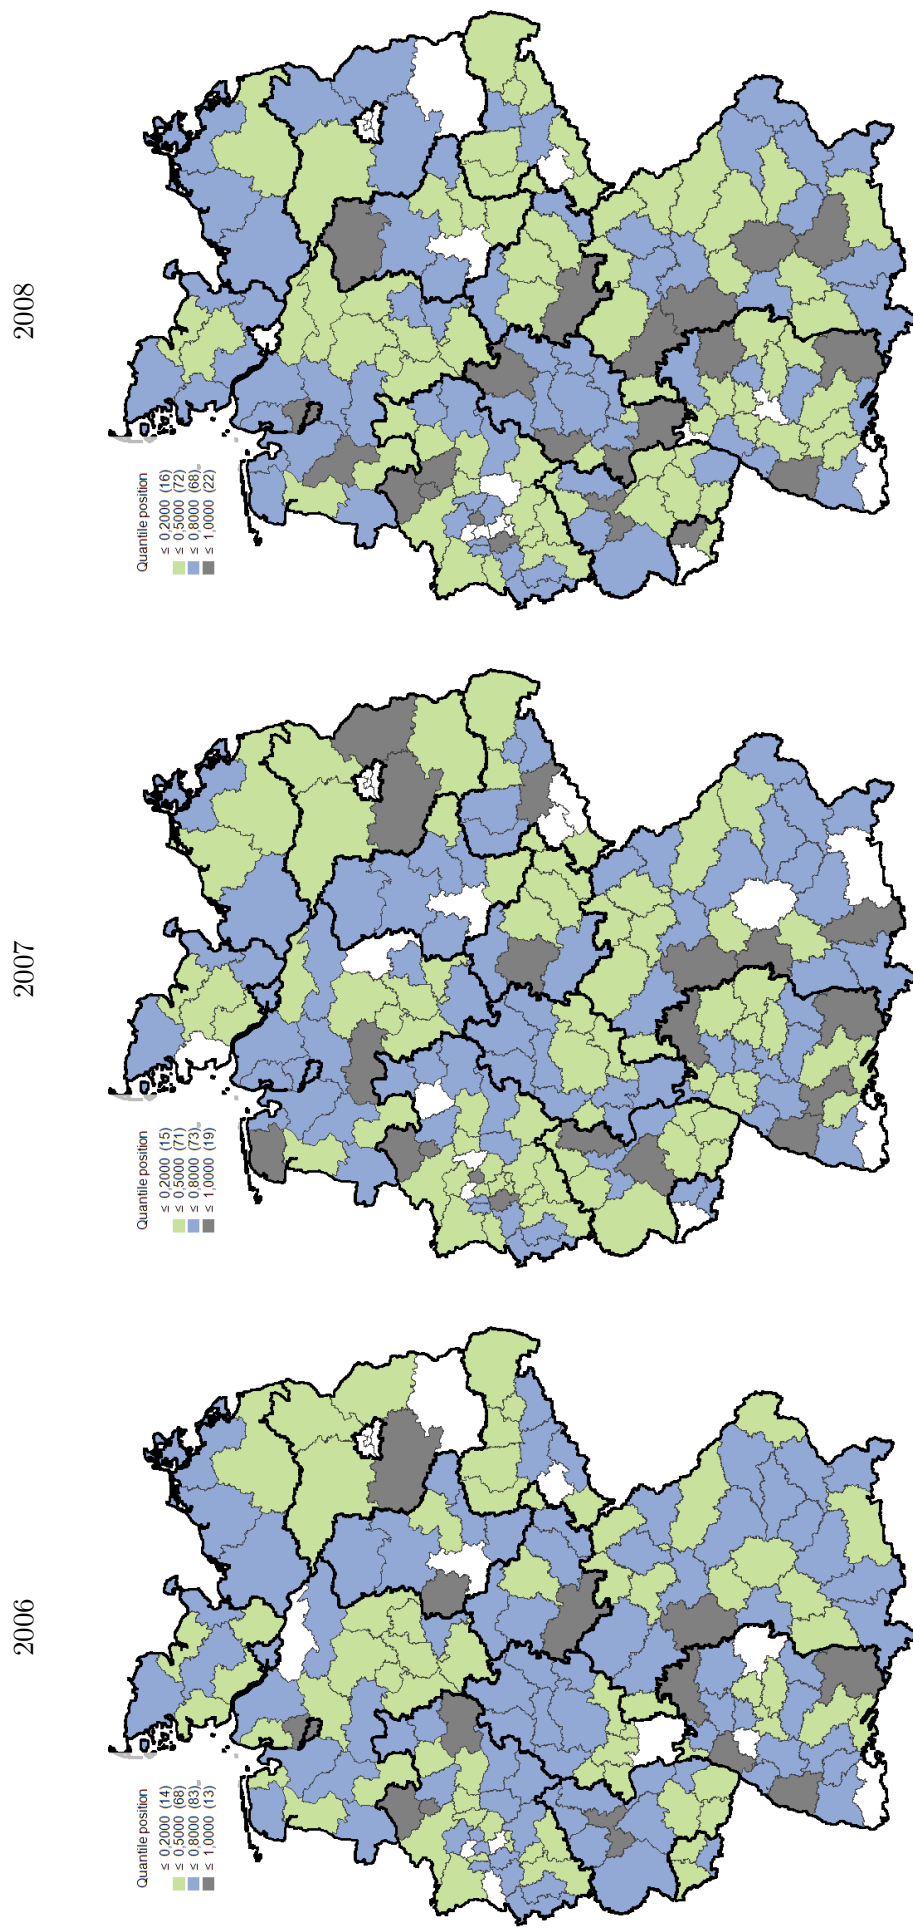 2008
Quantile position
≤ 0,2000 (16)
≤ 0,5000 (72)
≤ 0,8000 (68)
≤ 1,0000 (22)
2007
Quantile position
≤ 0,2000 (15)
≤ 0,5000 (71)
≤ 0,8000 (73)
≤ 1,0000 (19)
2006
Quantile position
≤ 0,2000 (14)
≤ 0,5000 (68)
≤ 0,8000 (83)
≤ 1,0000 (13)